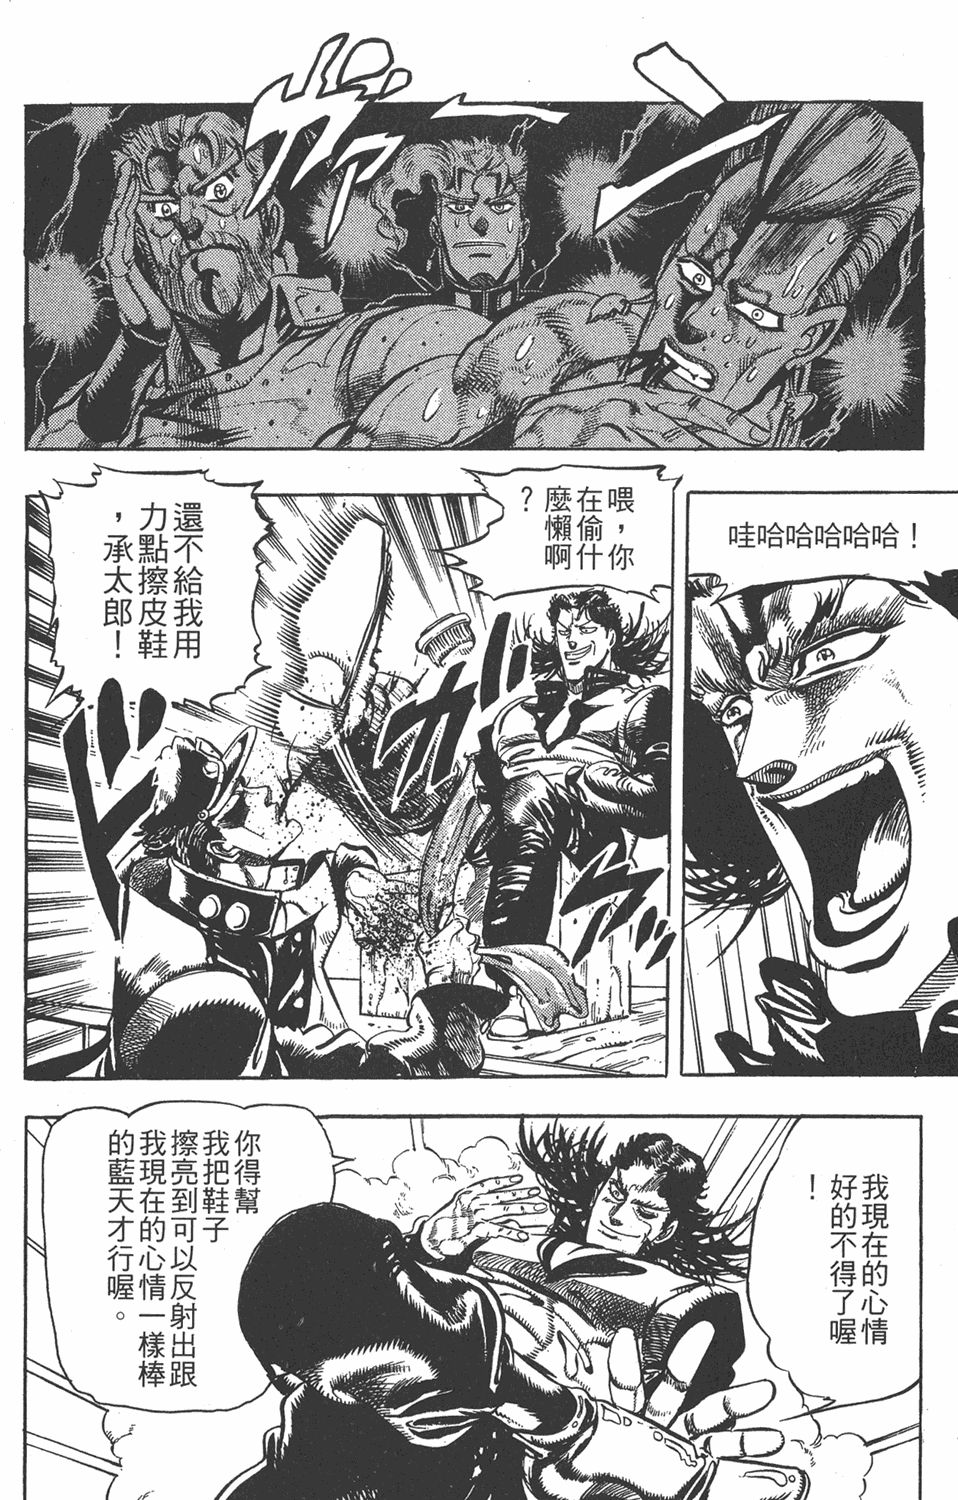 ガァーーン
哇哈哈哈哈哈！
喂，你
在偷什
麼懶啊
？
還不給我用
力點擦皮鞋
，承太郎！
ガッ
ガッ
ドド
我現在的心情
好的不得了喔
！
你得幫
我把鞋子
擦亮到可以反射出跟
我現在的心情一樣棒
的藍天才行喔。